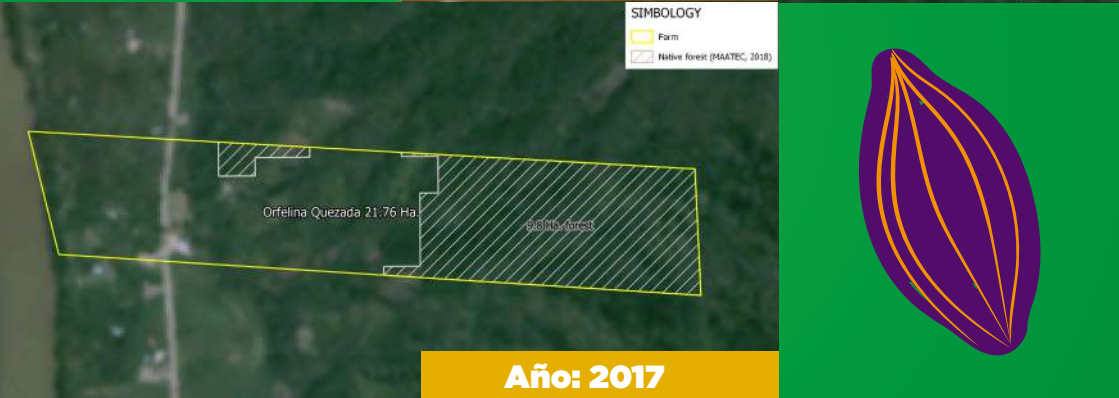 SIMBOLOGY
Farm
Native forest (MAATEC, 2018)
Orfelina Quezada 21.76 Ha.
9.8 Ha. forest
Año: 2017